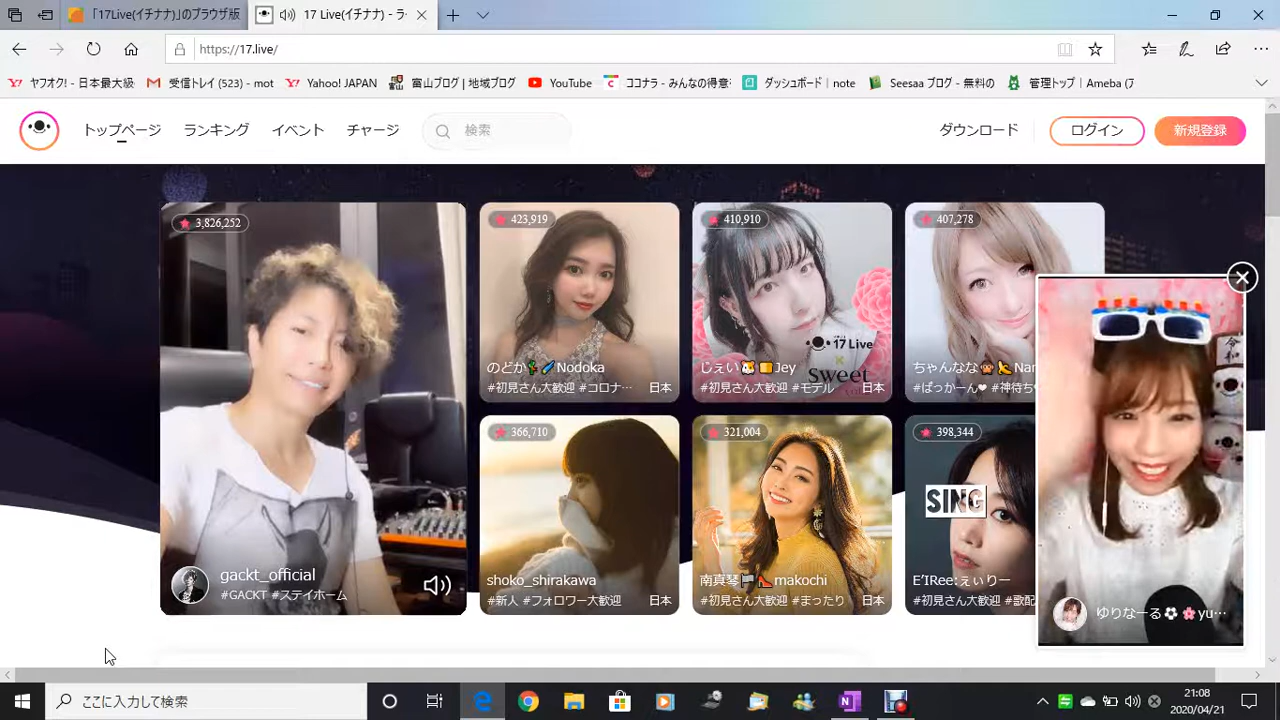 「17Live(イチナナ)」のブラウザ版
17 Live(イチナナ) - ラ
https://17.live/
ヤフオク! - 日本最大級
受信トレイ (523) - mot
Yahoo! JAPAN
富山ブログ | 地域ブログ
YouTube
ココナラ - みんなの得意
ダッシュボード | note
Seesaa ブログ - 無料の
管理トップ | Ameba (ア
トップページ
ランキング
イベント
チャージ
検索
ダウンロード
ログイン
新規登録
3,826,252
423,919
410,910
407,278
17 Live
Sweet
のどか🦎🧪Nodoka
#初見さん大歓迎 #コロナ…
日本
じぇい🐯🍞Jey
#初見さん大歓迎 #モデル
日本
ちゃんなな🐵🍌Nar
#ぱっかーん❤ #神待ち
令和
366,710
321,004
398,344
SING
gackt_official
#GACKT #ステイホーム
shoko_shirakawa
#新人 #フォロワー大歓迎
日本
南真琴🏳👠makochi
#初見さん大歓迎 #まったり
日本
E'IRee:ぇぃりー
#初見さん大歓迎 #歌配
ゆりなーる⚽🌸yu…
ここに入力して検索
21:08
2020/04/21